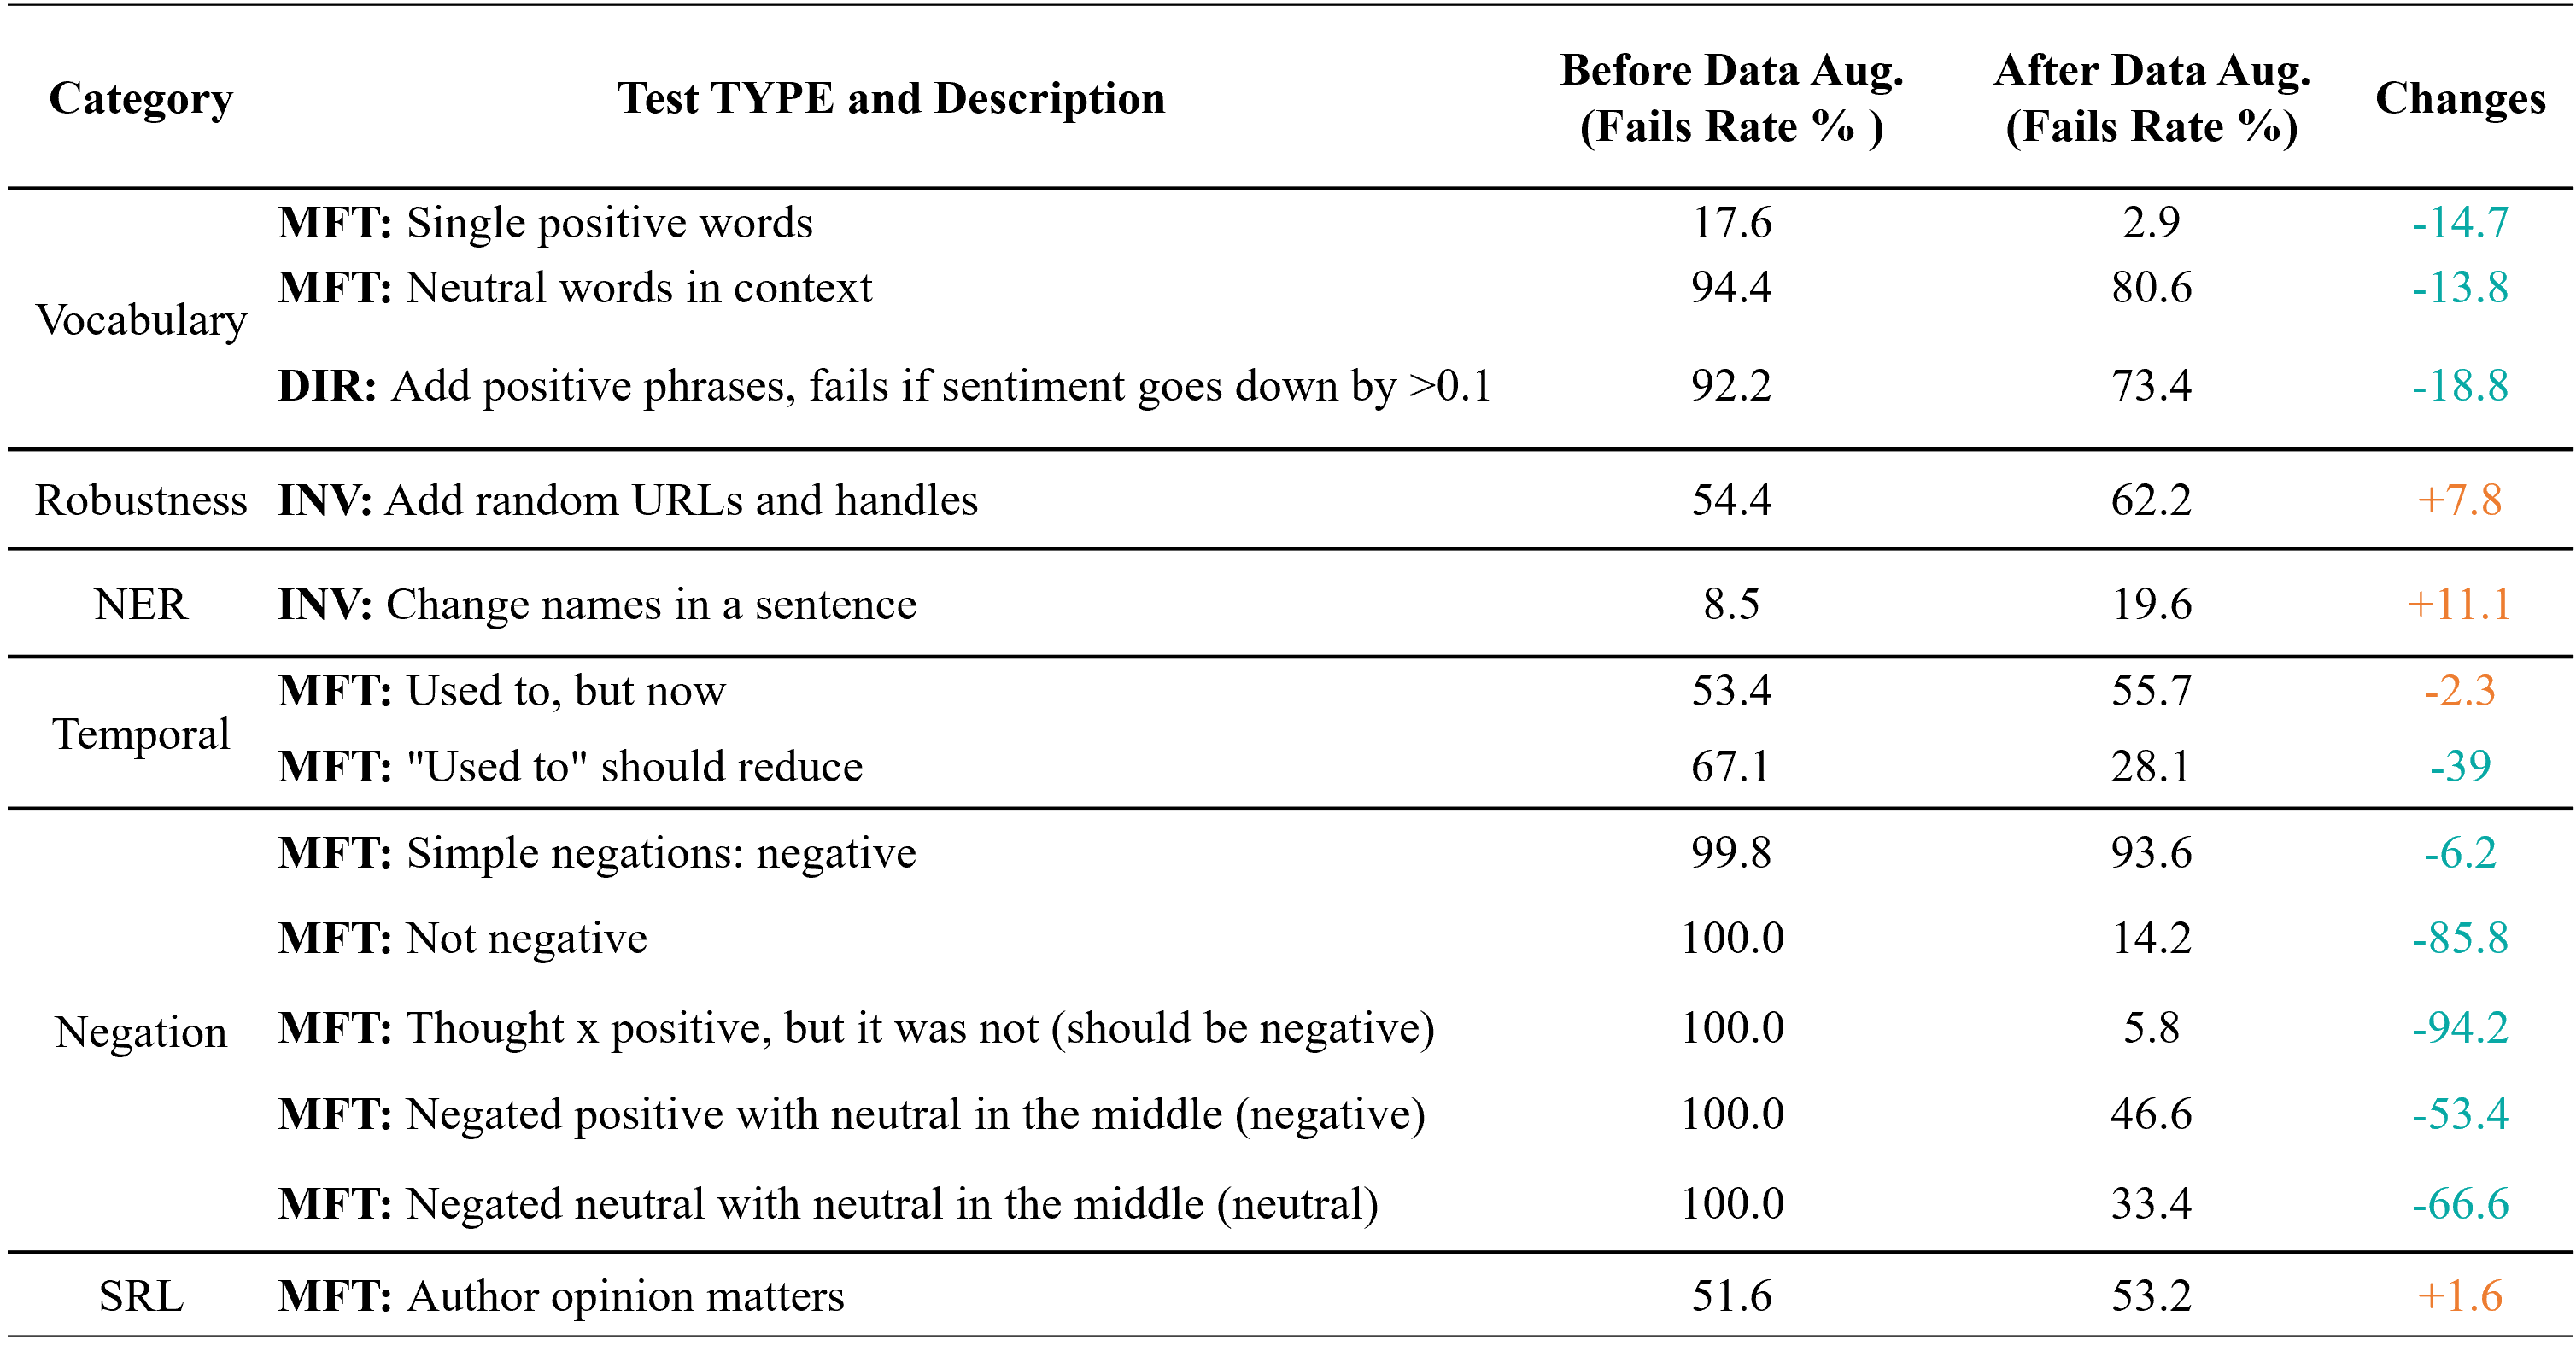 Category Test TYPE and Description Before Data Aug. (Fails Rate % ) After Data Aug. (Fails Rate %) Changes
Vocabulary
MFT: Single positive words 17.6 2.9 -14.7
MFT: Neutral words in context 94.4 80.6 -13.8
DIR: Add positive phrases, fails if sentiment goes down by >0.1 92.2 73.4 -18.8
Robustness INV: Add random URLs and handles 54.4 62.2 +7.8
NER INV: Change names in a sentence 8.5 19.6 +11.1
Temporal
MFT: Used to, but now 53.4 55.7 -2.3
MFT: "Used to" should reduce 67.1 28.1 -39
Negation
MFT: Simple negations: negative 99.8 93.6 -6.2
MFT: Not negative 100.0 14.2 -85.8
MFT: Thought x positive, but it was not (should be negative) 100.0 5.8 -94.2
MFT: Negated positive with neutral in the middle (negative) 100.0 46.6 -53.4
MFT: Negated neutral with neutral in the middle (neutral) 100.0 33.4 -66.6
SRL MFT: Author opinion matters 51.6 53.2 +1.6